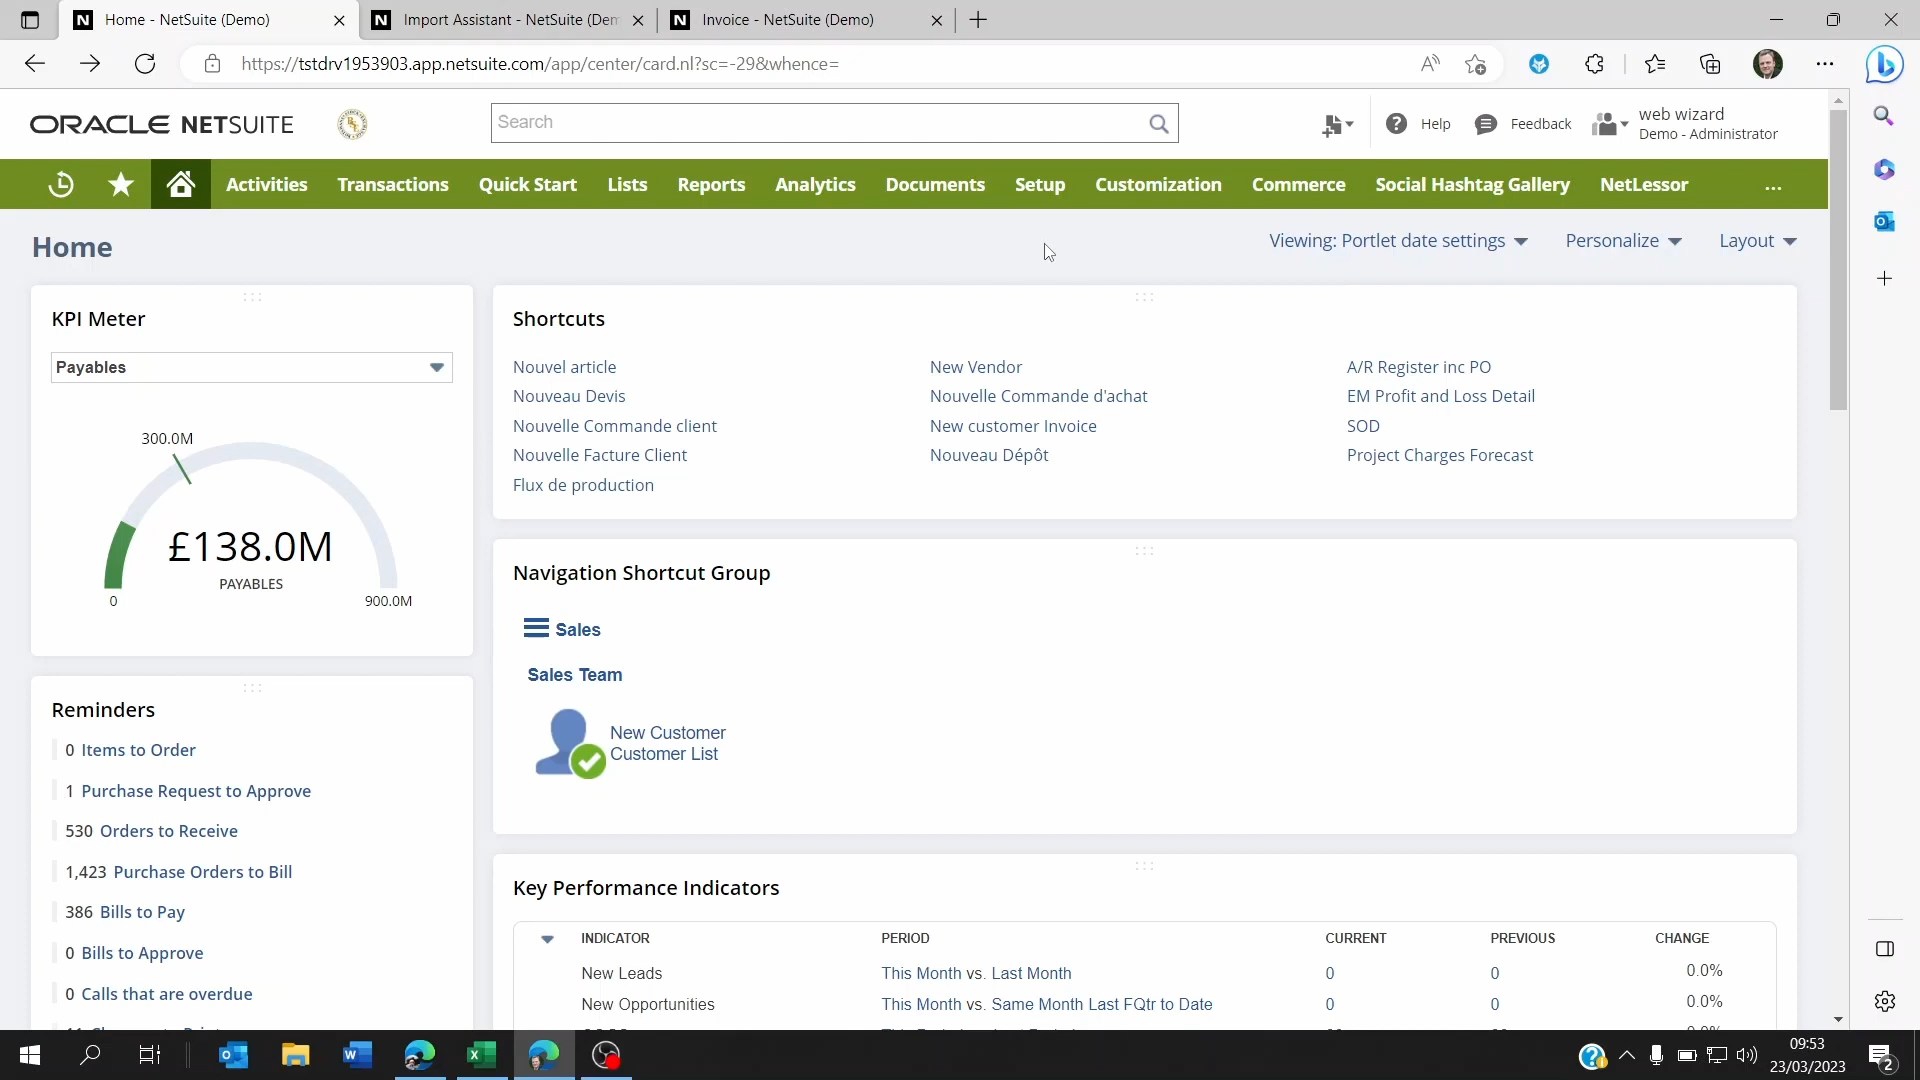 Home - NetSuite (Demo)
Import Assistant - NetSuite (Dem
Invoice - NetSuite (Demo)
https://tstdrv1953903.app.netsuite.com/app/center/card.nl?sc=-29&whence=
ORACLE NETSUITE
Search
Help
Feedback
web wizard
Demo - Administrator
Activities
Transactions
Quick Start
Lists
Reports
Analytics
Documents
Setup
Customization
Commerce
Social Hashtag Gallery
NetLessor
...
Home
Viewing: Portlet date settings
Personalize
Layout
KPI Meter
Payables
300.0M
£138.0M
PAYABLES
0
900.0M
Reminders
0 Items to Order
1 Purchase Request to Approve
530 Orders to Receive
1,423 Purchase Orders to Bill
386 Bills to Pay
0 Bills to Approve
0 Calls that are overdue
Shortcuts
Nouvel article
Nouveau Devis
Nouvelle Commande client
Nouvelle Facture Client
Flux de production
New Vendor
Nouvelle Commande d'achat
New customer Invoice
Nouveau Dépôt
A/R Register inc PO
EM Profit and Loss Detail
SOD
Project Charges Forecast
Navigation Shortcut Group
Sales
Sales Team
New Customer
Customer List
Key Performance Indicators
INDICATOR PERIOD CURRENT PREVIOUS CHANGE
New Leads This Month vs. Last Month 0 0 0.0%
New Opportunities This Month vs. Same Month Last FQtr to Date 0 0 0.0%
09:53
23/03/2023
2